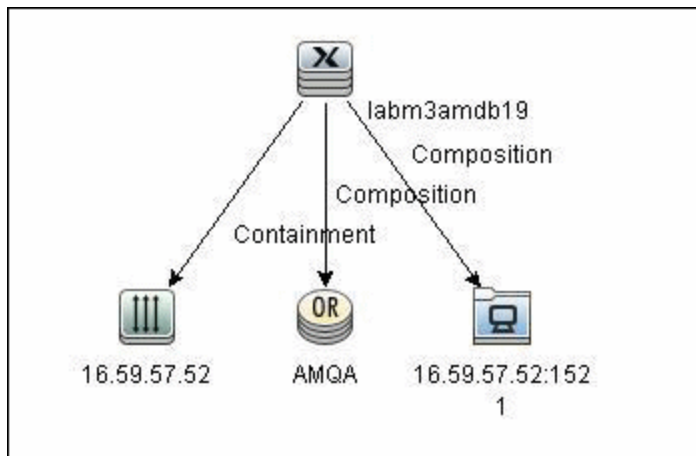 X
labm3amdb19
Composition
Composition
Containment
OR
16.59.57.52
AMQA
16.59.57.52:152
1